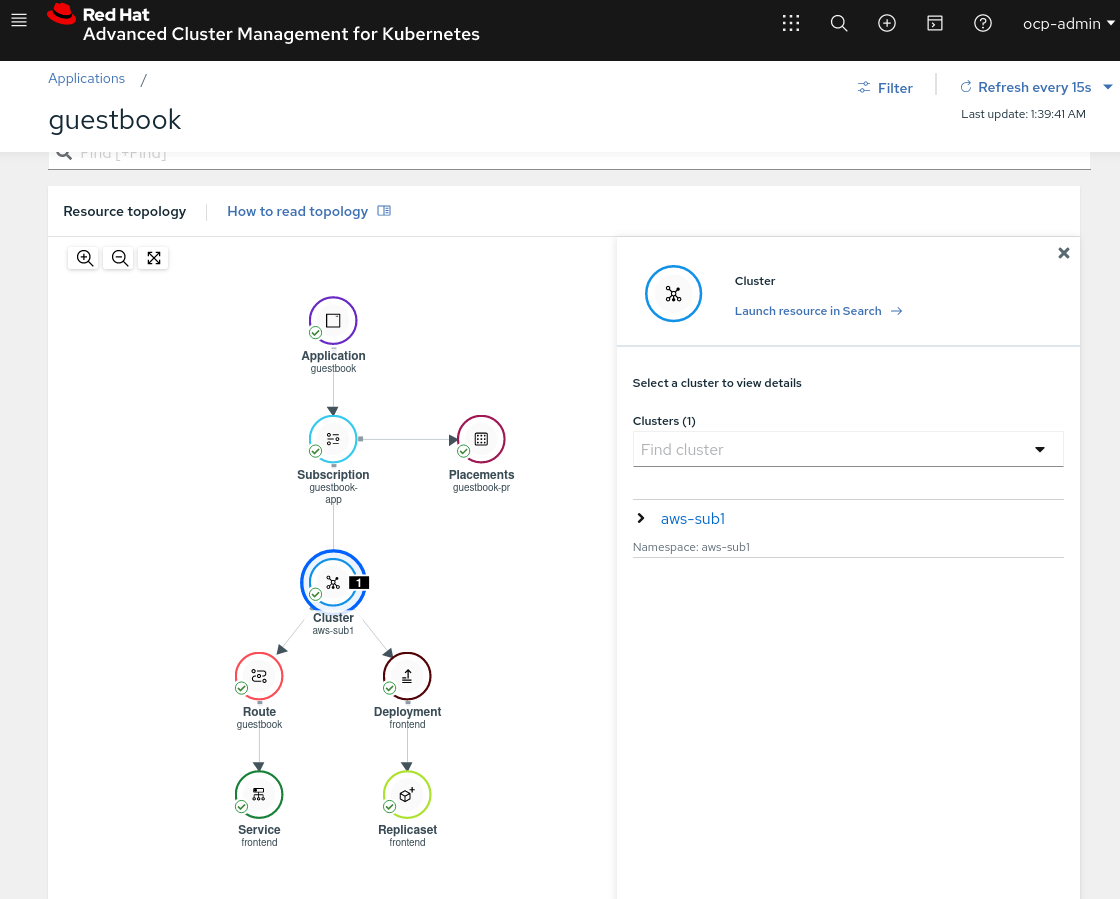 Red Hat
Advanced Cluster Management for Kubernetes
ocp-admin
Applications /
Filter
Refresh every 15s
guestbook
Last update: 1:39:41 AM
Find [+Find]
Resource topology
How to read topology
Cluster
Launch resource in Search
Application
guestbook
Select a cluster to view details
Clusters (1)
Find cluster
Subscription
guestbook-
app
Placements
guestbook-pr
aws-sub1
Namespace: aws-sub1
1
Cluster
aws-sub1
Route
guestbook
Deployment
frontend
Service
frontend
Replicaset
frontend